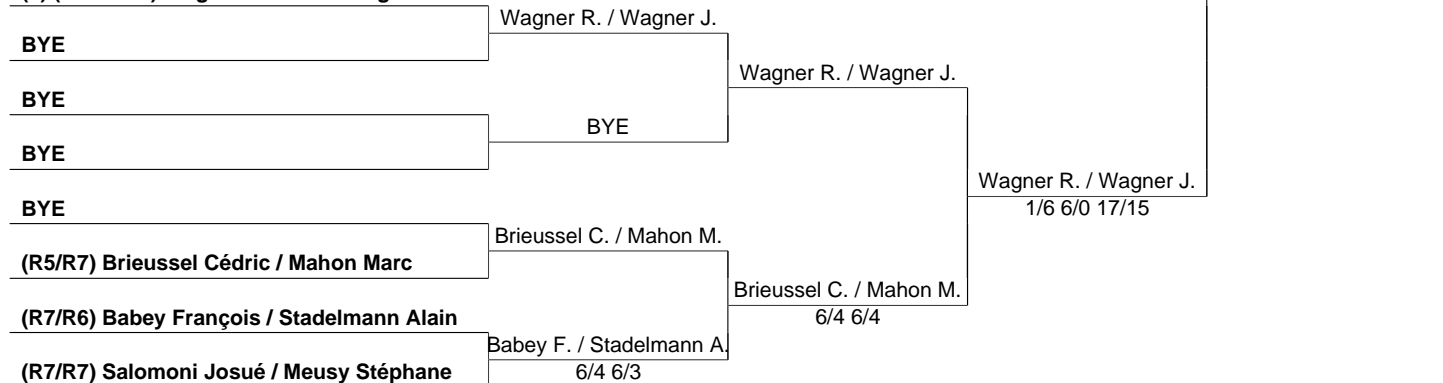 Wagner R. / Wagner J.
BYE
Wagner R. / Wagner J.
BYE
BYE
BYE
Wagner R. / Wagner J.
1/6 6/0 17/15
BYE
Brieussel C. / Mahon M.
(R5/R7) Brieussel Cédric / Mahon Marc
Brieussel C. / Mahon M.
6/4 6/4
(R7/R6) Babey François / Stadelmann Alain
Babey F. / Stadelmann A.
6/4 6/3
(R7/R7) Salomoni Josué / Meusy Stéphane